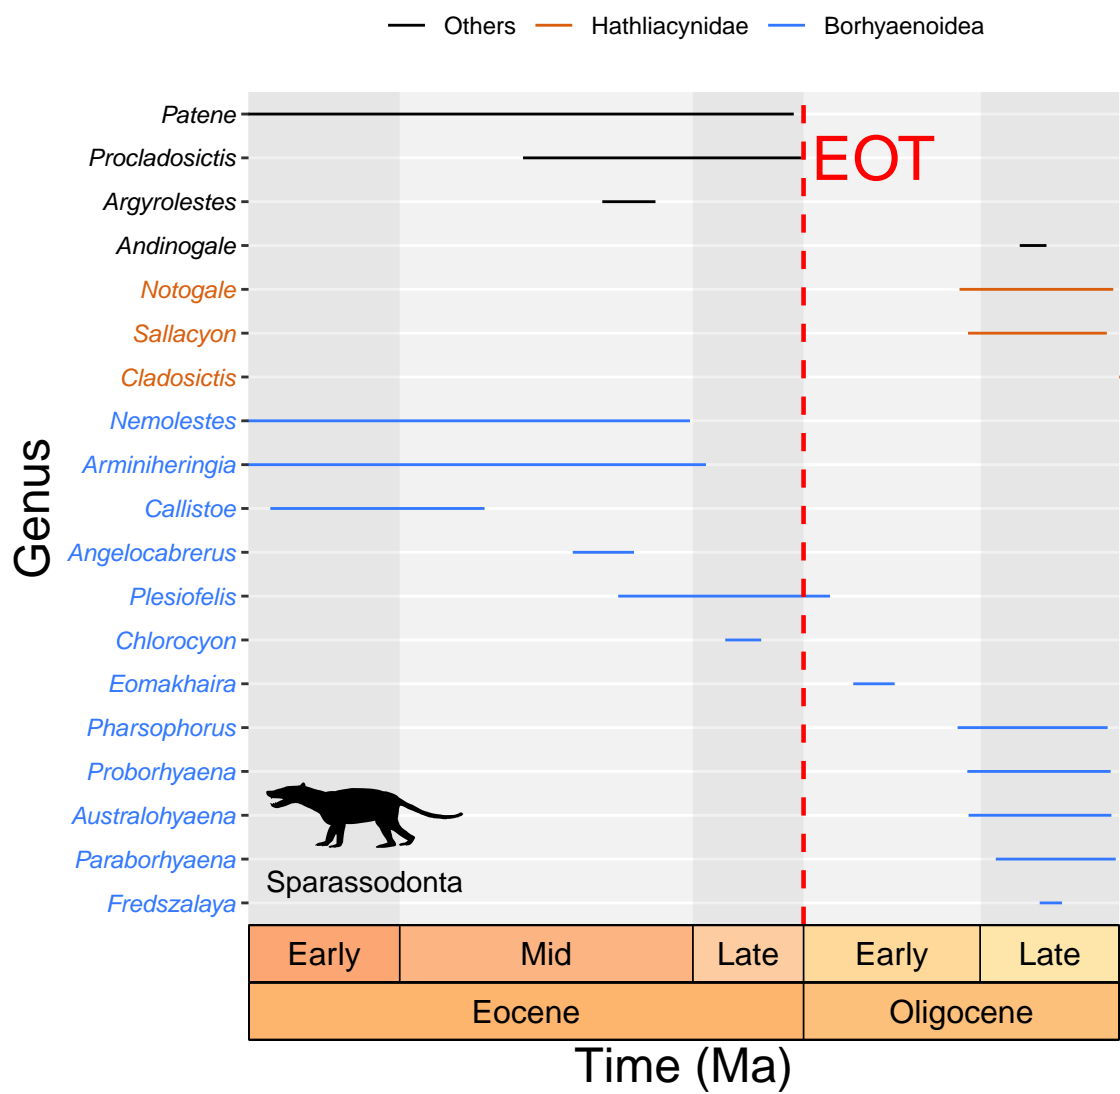 Others Hathliacynidae Borhyaenoidea
Patene
Procladosictis
EOT
Argyrolestes
Andinogale
Notogale
Sallacyon
Cladosictis
Nemolestes
Arminiheringia
Callistoe
Genus
Angelocabrerus
Plesiofelis
Chlorocyon
Eomakhaira
Pharsophorus
Proborhyaena
Australohyaena
Paraborhyaena
Sparassodonta
Fredszalaya
Early Mid Late Early Late
Eocene Oligocene
Time (Ma)